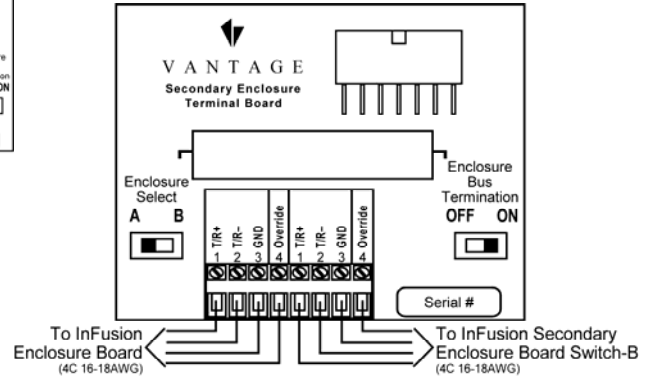 re
on
ON
VANTAGE
Secondary Enclosure
Terminal Board
Enclosure
Select
A B
Enclosure
Bus
Termination
OFF ON
T/R+ T/R– GND Override T/R+ T/R– GND Override
1 2 3 4 1 2 3 4
Serial #
To InFusion
Enclosure Board
(4C 16-18AWG)
To InFusion Secondary
Enclosure Board Switch-B
(4C 16-18AWG)